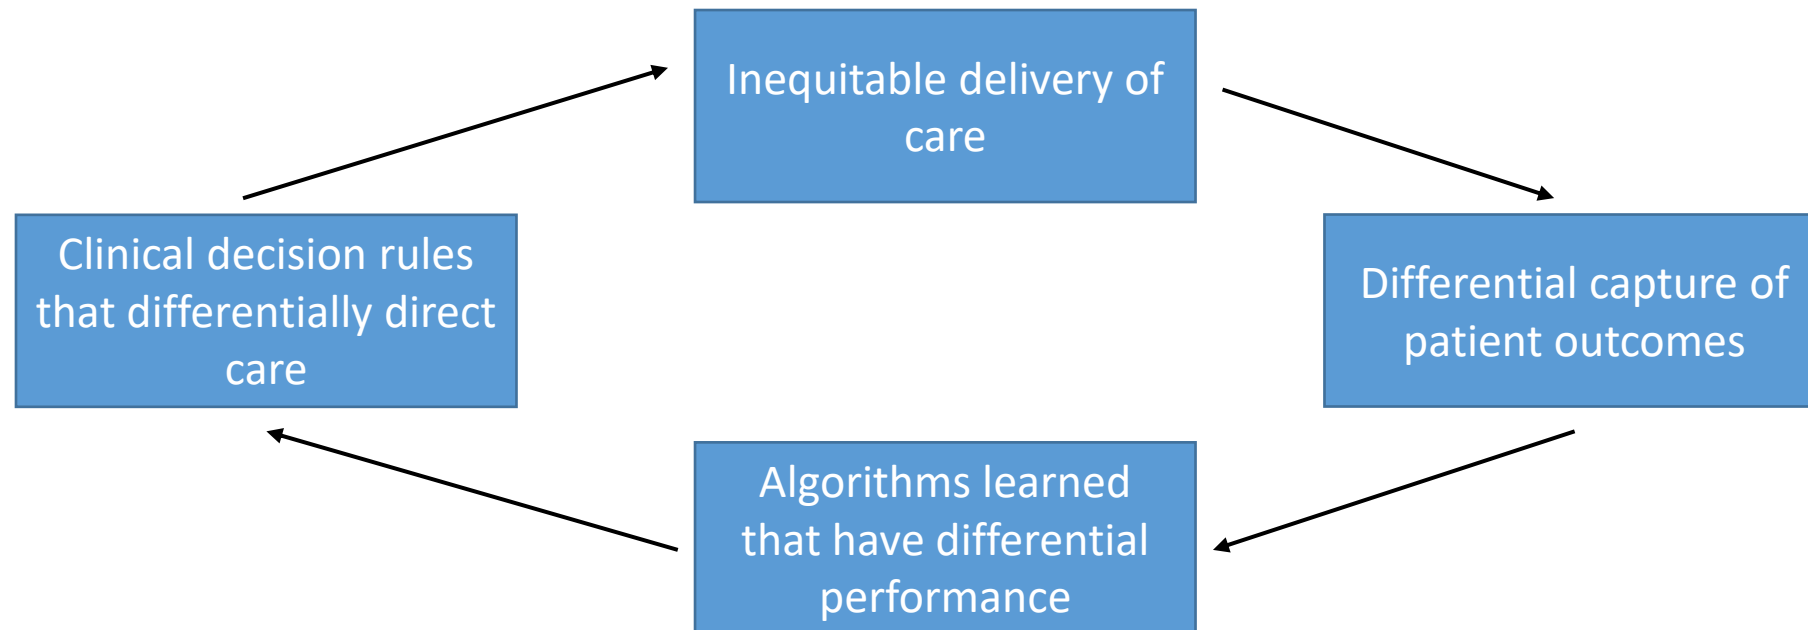 Inequitable delivery of
care
Clinical decision rules
that differentially direct
care
Differential capture of
patient outcomes
Algorithms learned
that have differential
performance